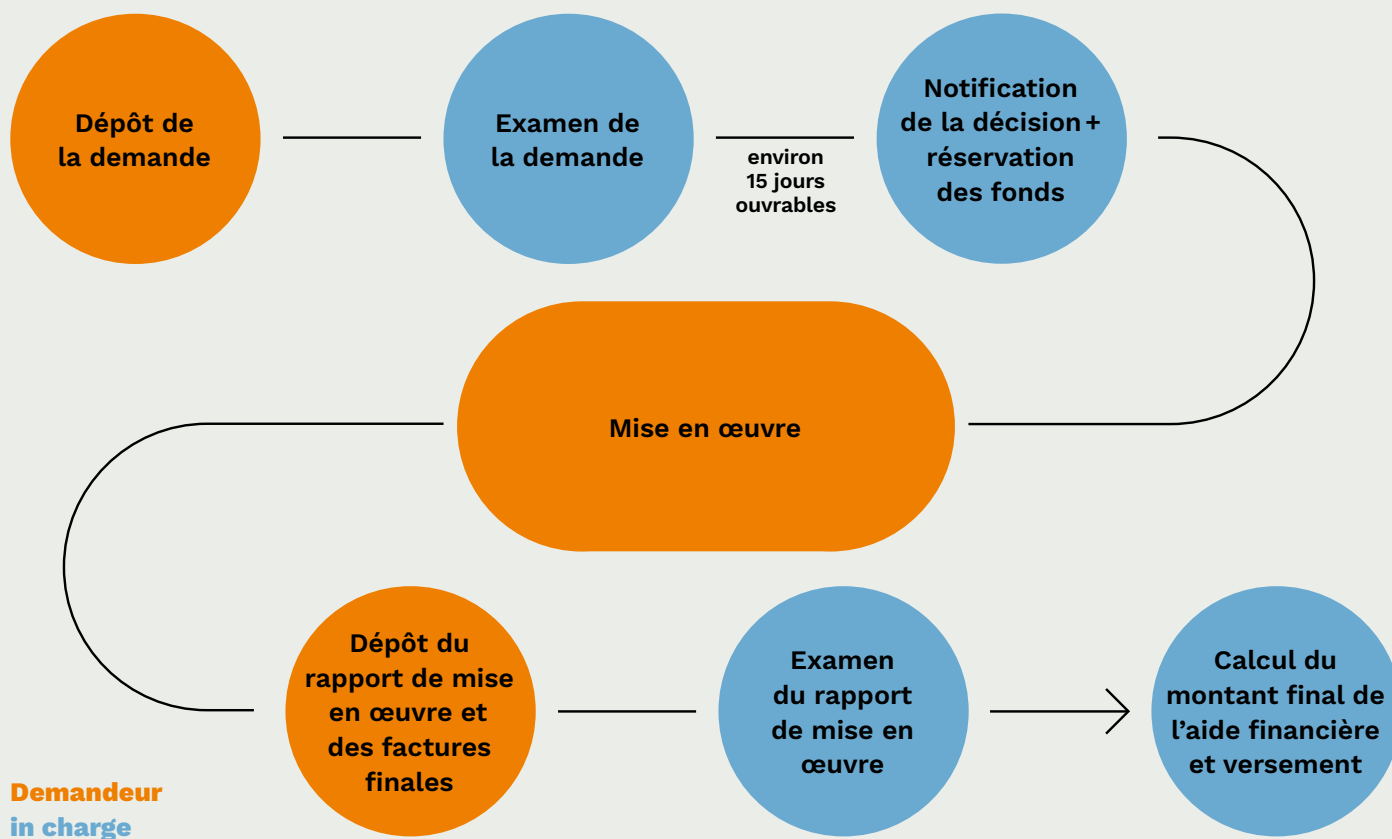 Dépôt de
la demande
Examen de
la demande
environ
15 jours
ouvrables
Notification
de la décision +
réservation
des fonds
Mise en œuvre
Dépôt du
rapport de mise
en œuvre et
des factures
finales
Examen
du rapport
de mise en
œuvre
Calcul du
montant final de
l’aide financière
et versement
Demandeur
in charge